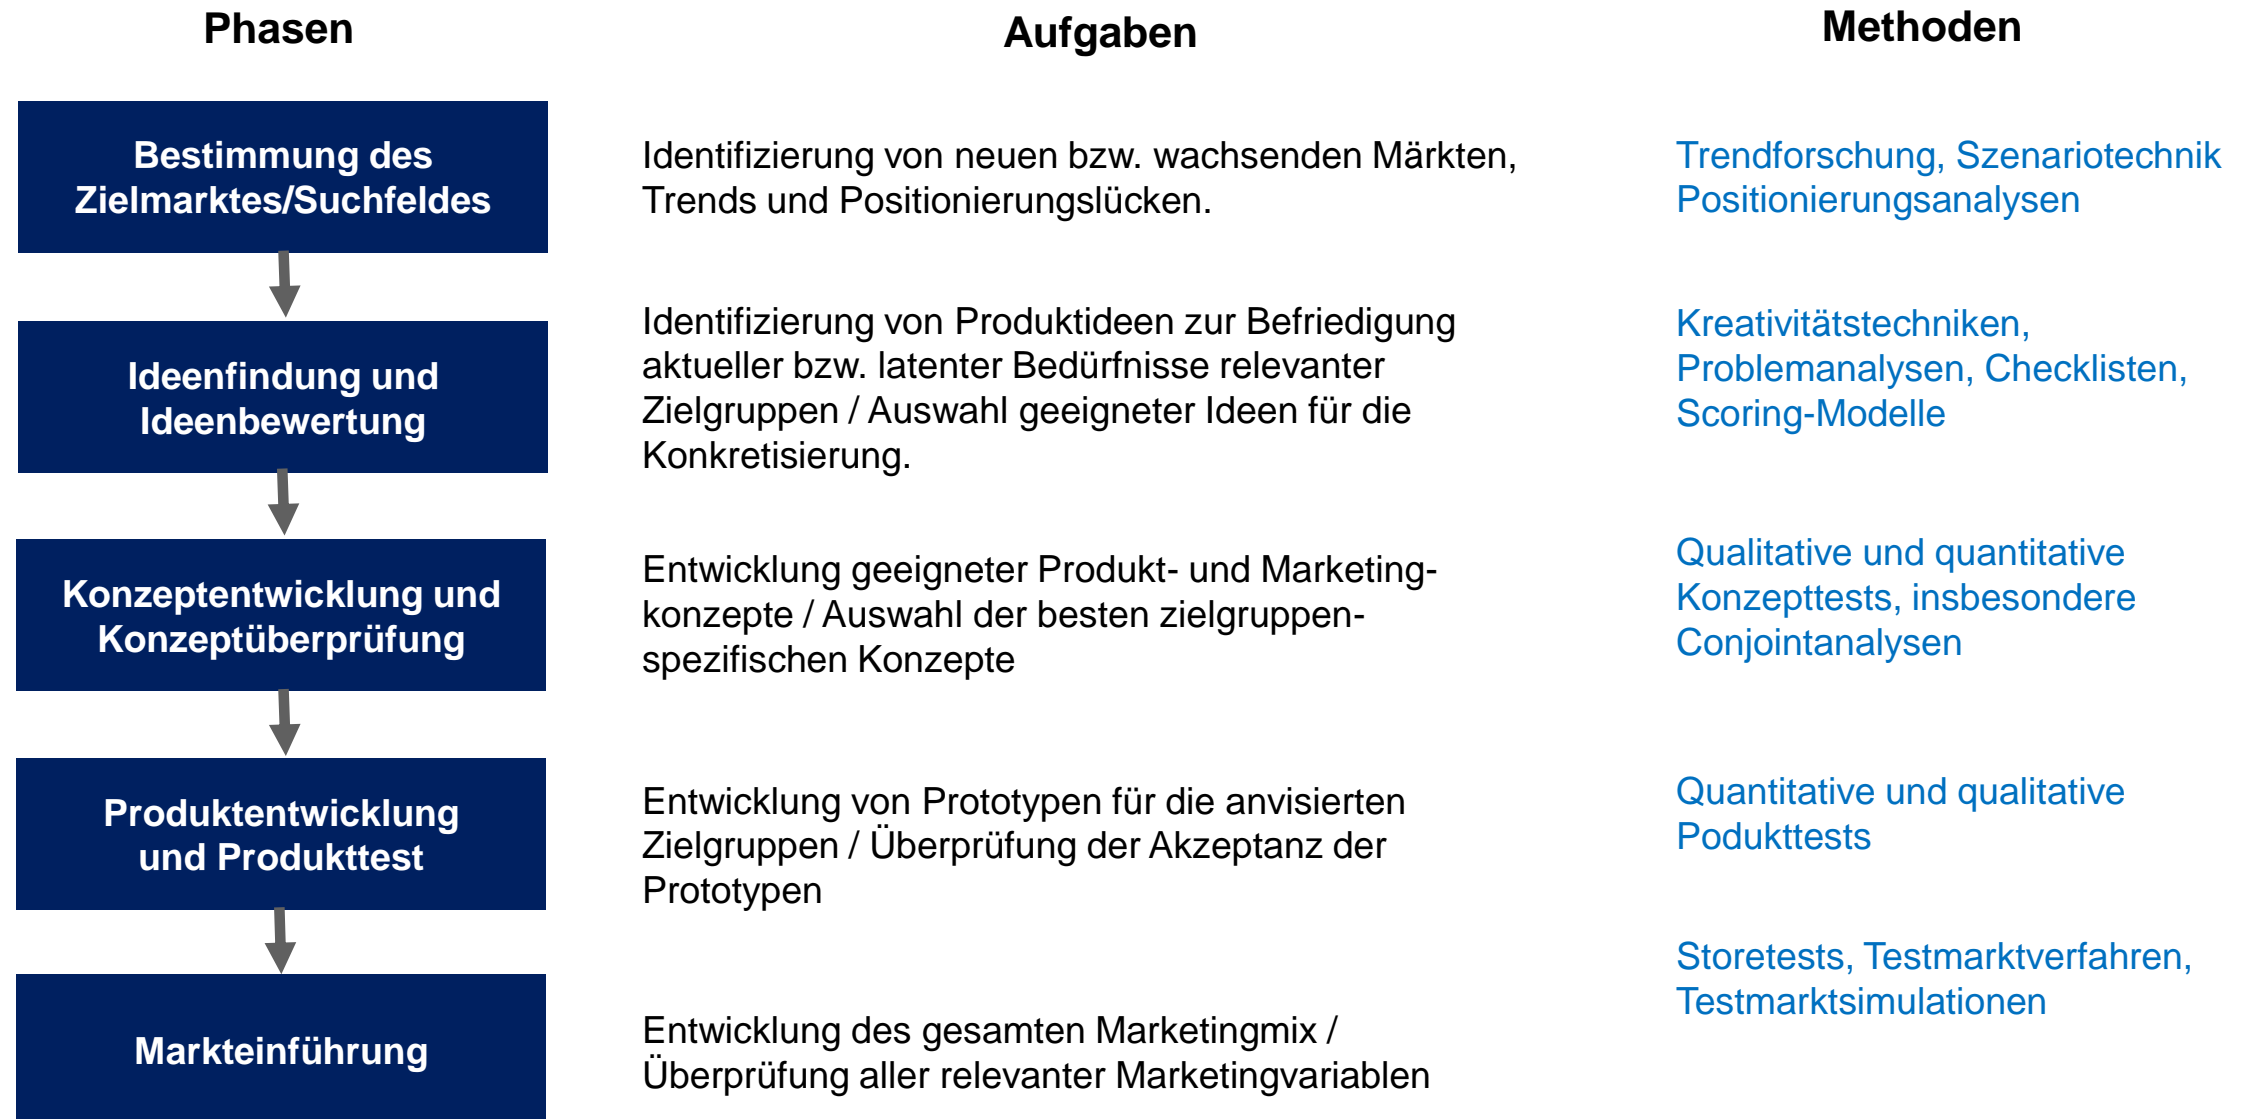 Phasen
Aufgaben
Methoden
Bestimmung des
Zielmarktes/Suchfeldes
Identifizierung von neuen bzw. wachsenden Märkten,
Trends und Positionierungslücken.
Trendforschung, Szenariotechnik
Positionierungsanalysen
Ideenfindung und
Ideenbewertung
Identifizierung von Produktideen zur Befriedigung
aktueller bzw. latenter Bedürfnisse relevanter
Zielgruppen / Auswahl geeigneter Ideen für die
Konkretisierung.
Kreativitätstechniken,
Problemanalysen, Checklisten,
Scoring-Modelle
Konzeptentwicklung und
Konzeptüberprüfung
Entwicklung geeigneter Produkt- und Marketing-
konzepte / Auswahl der besten zielgruppen-
spezifischen Konzepte
Qualitative und quantitative
Konzepttests, insbesondere
Conjointanalysen
Produktentwicklung
und Produkttest
Entwicklung von Prototypen für die anvisierten
Zielgruppen / Überprüfung der Akzeptanz der
Prototypen
Quantitative und qualitative
Podukttests
Markteinführung
Entwicklung des gesamten Marketingmix /
Überprüfung aller relevanter Marketingvariablen
Storetests, Testmarktverfahren,
Testmarktsimulationen